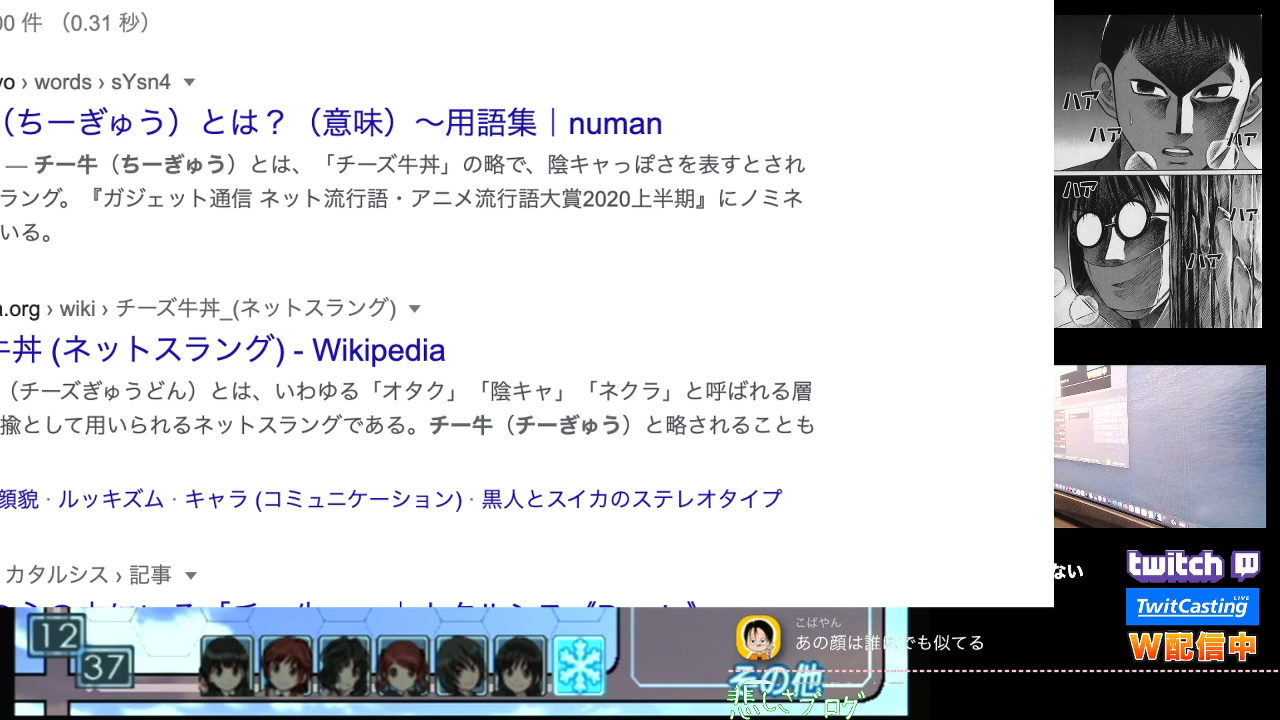 00 件 （0.31 秒）
yo › words › sYsn4
（ちーぎゅう）とは？（意味）～用語集｜numan
— チー牛（ちーぎゅう）とは、「チーズ牛丼」の略で、陰キャっぽさを表すとされ
ラング。『ガジェット通信 ネット流行語・アニメ流行語大賞2020上半期』にノミネ
いる。
a.org › wiki › チーズ牛丼_(ネットスラング)
牛丼 (ネットスラング) - Wikipedia
（チーズぎゅうどん）とは、いわゆる「オタク」「陰キャ」「ネクラ」と呼ばれる層
揄として用いられるネットスラングである。チー牛（チーぎゅう）と略されることも
顔貌 · ルッキズム · キャラ (コミュニケーション) · 黒人とスイカのステレオタイプ
カタルシス › 記事
ハア
ハア
ハア
ハア
ハア
ハア
ない
twitch
TwitCasting LIVE
W配信中
12
37
こばやん
あの顔は誰にでも似てる
その他
悲しさブログ